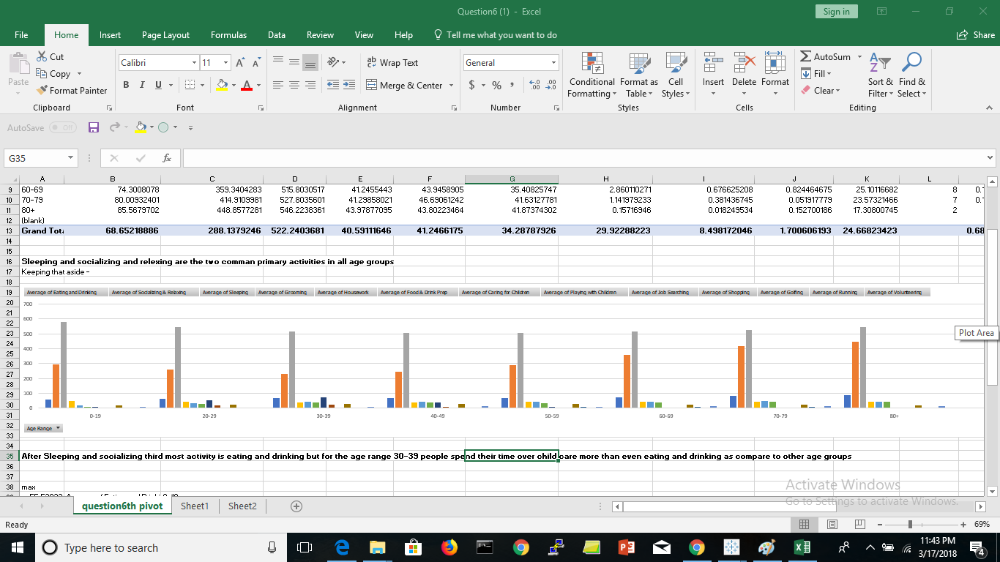 Question6 (1) - Excel
Sign in
File Home Insert Page Layout Formulas Data Review View Help Tell me what you want to do Share
Paste Cut Copy Format Painter
Calibri 11
Wrap Text
Merge & Center
General
Conditional Formatting Format as Table Cell Styles
Insert Delete Format
AutoSum
Fill
Clear
Sort & Filter Find & Select
Clipboard Font Alignment Number Styles Cells Editing
AutoSave Off
G35 fx
A B C D E F G H I J K L
9 60-69 74.3008078 359.3404283 515.8030517 41.2455443 43.9458905 35.40825747 2.860110271 0.676625208 0.824464675 25.10116682 8 0.1
10 70-79 80.00932401 414.9109981 527.8035601 41.29858021 46.69061242 41.63127781 1.141979233 0.381436745 0.051917779 23.57321466 7 0.1
11 80+ 85.5679702 448.8577281 546.2238361 43.97877095 43.80223464 41.87374302 0.15716946 0.018249534 0.152700186 17.30800745 2
12 (blank)
13 Grand Tota 68.65218886 288.1379246 522.2403681 40.59111646 41.2466175 34.28787926 29.92288223 8.498172046 1.700606193 24.66823423 0.68
14
15
16 Sleeping and socializing and relexing are the two comman primary activities in all age groups
17 Keeping that aside -
18
19 Average of Eating and Drinking Average of Socializing & Relaxing Average of Sleeping Average of Grooming Average of Housework Average of Food & Drink Prep Average of Caring for Children Average of Playing with Children Average of Job Searching Average of Shopping Average of Golfing Average of Running Average of Volunteering
20 700
21
22 600
23 500
24 400
25
26 300
27 200
28
29 100
30 0
31 0-19 20-29 30-39 40-49 50-59 60-69 70-79 80+
32 Age Range
33
34
Plot Area
35 After Sleeping and socializing third most activity is eating and drinking but for the age range 30-39 people spend their time over child care more than even eating and drinking as compare to other age groups
36
37
38 max
Activate Windows
Go to Settings to activate Windows.
question6th pivot Sheet1 Sheet2
Ready 69%
Type here to search
11:43 PM
3/17/2018
4